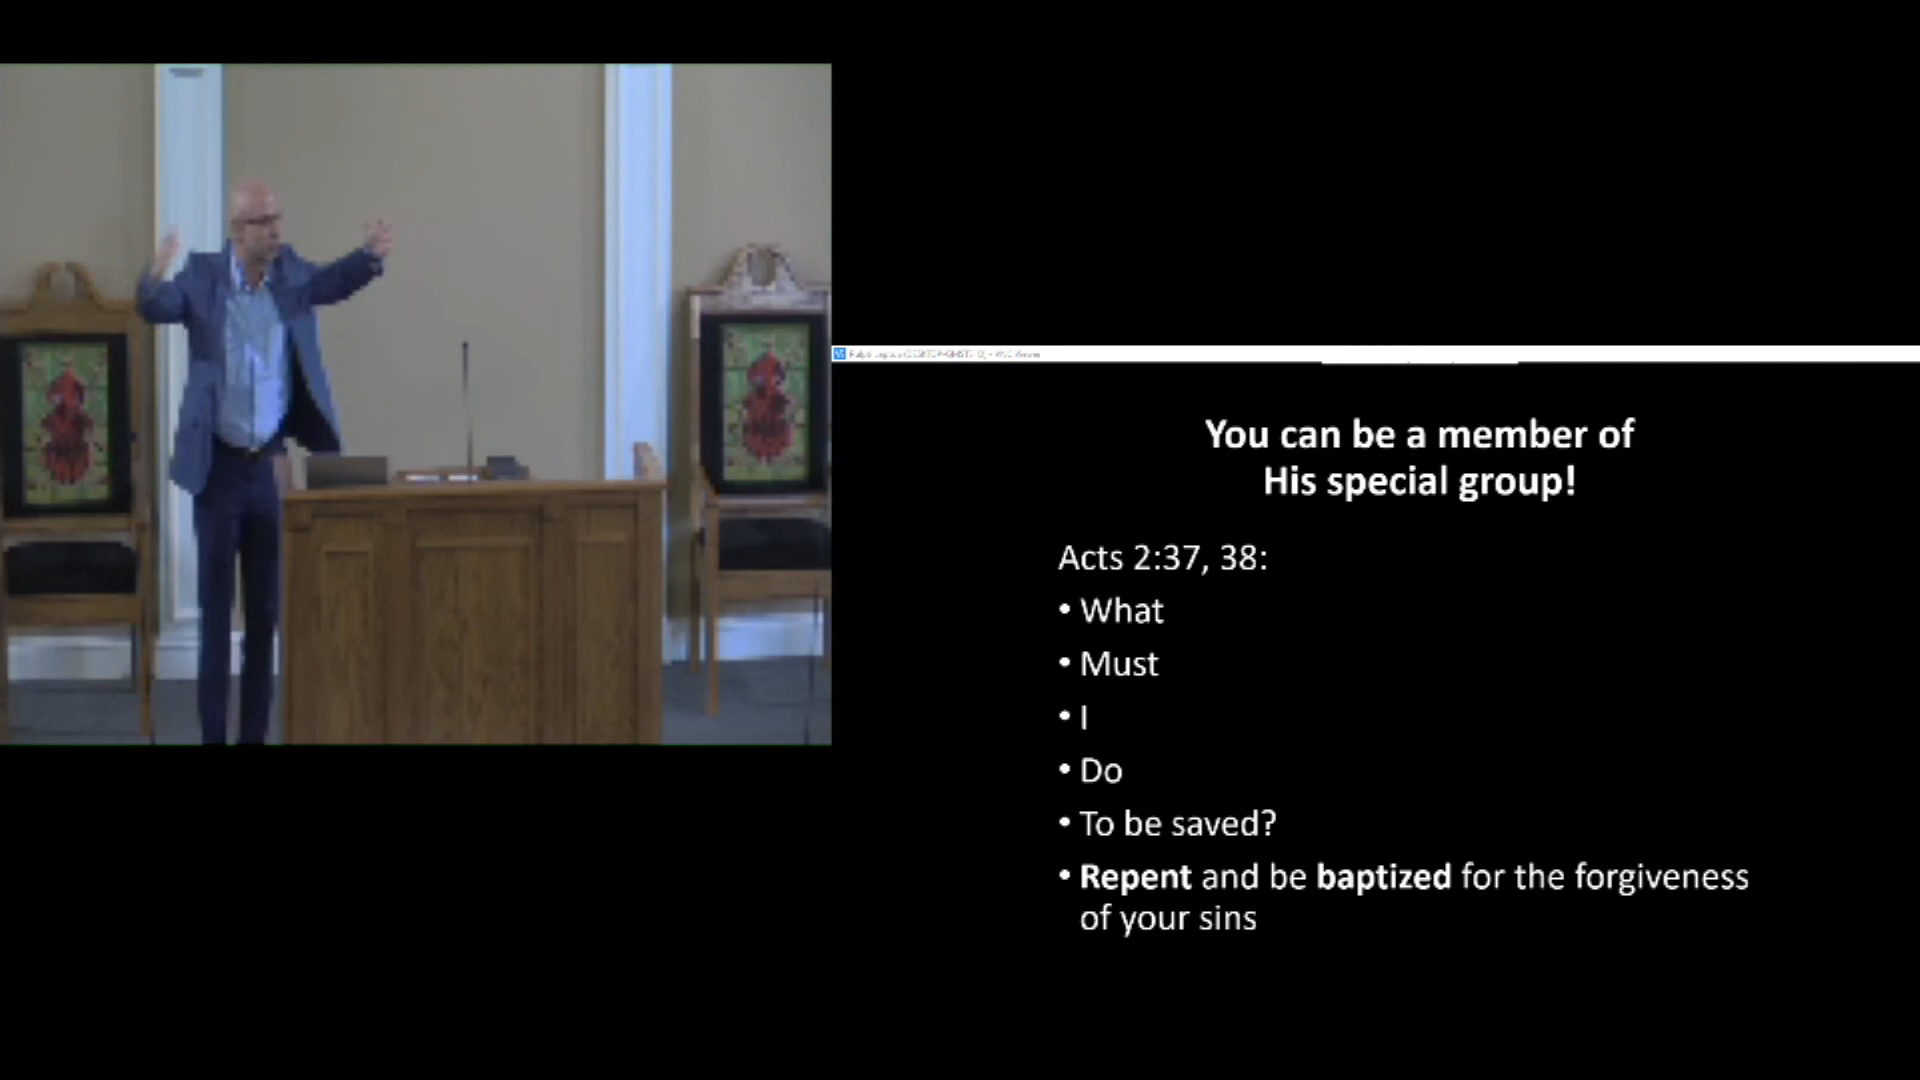 You can be a member of
His special group!
Acts 2:37, 38:
• What
• Must
• I
• Do
• To be saved?
• Repent and be baptized for the forgiveness
of your sins